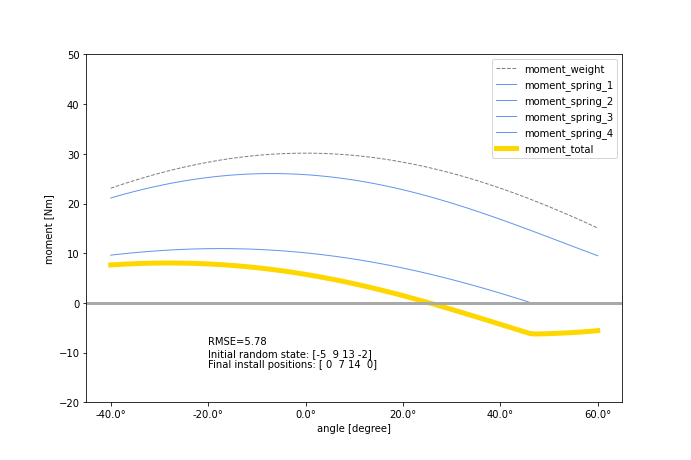 50
40
30
20
10
0
−10
−20
moment [Nm]
moment_weight
moment_spring_1
moment_spring_2
moment_spring_3
moment_spring_4
moment_total
RMSE=5.78
Initial random state: [-5  9 13 -2]
Final install positions: [ 0  7 14  0]
-40.0° -20.0° 0.0° 20.0° 40.0° 60.0°
angle [degree]